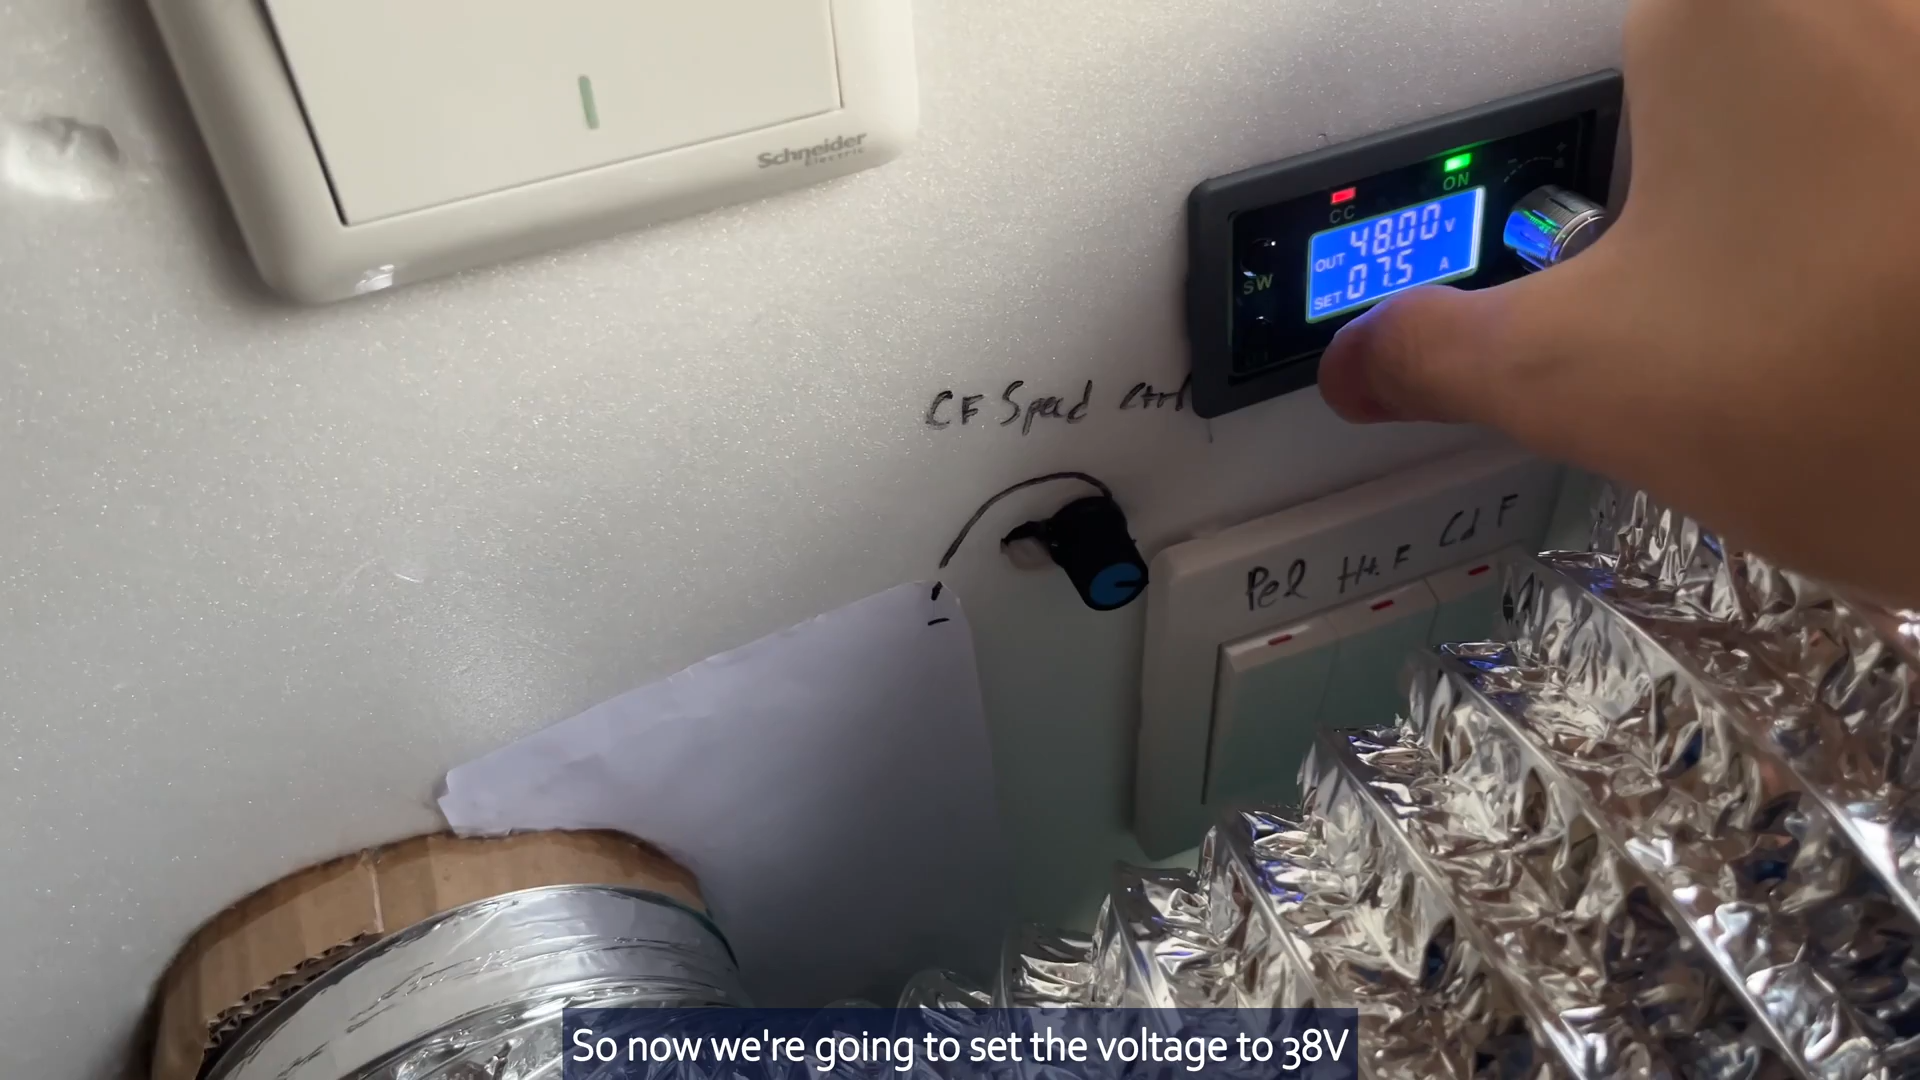 Schneider
Electric
CC
ON
SW
OUT 48.00 V
SET 07.5 A
CF Speed Ctrl
Pe2 Ht. F Cd F
So now we're going to set the voltage to 38V